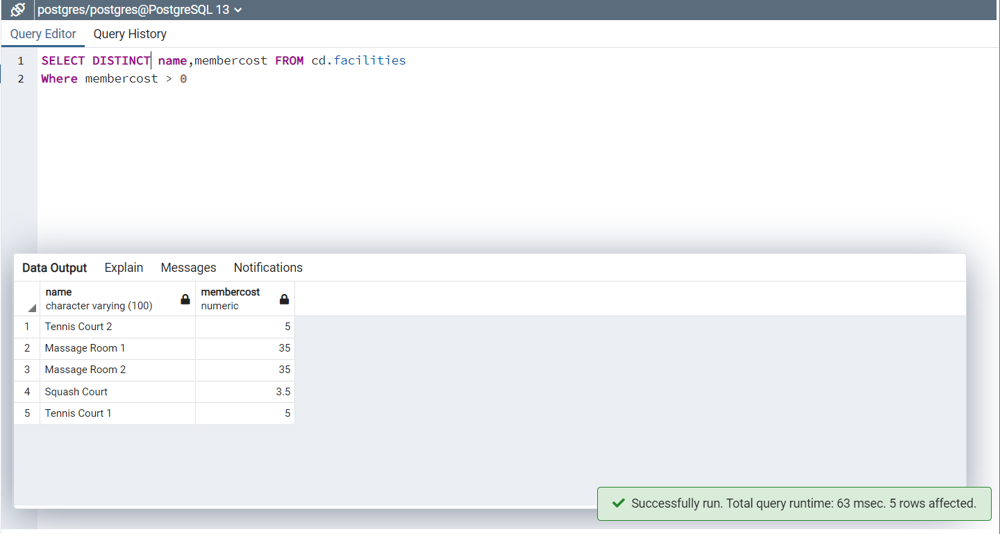 postgres/postgres@PostgreSQL 13
Query Editor Query History
1 SELECT DISTINCT name,membercost FROM cd.facilities
2 Where membercost > 0
Data Output Explain Messages Notifications
name membercost
character varying (100) numeric
1 Tennis Court 2 5
2 Massage Room 1 35
3 Massage Room 2 35
4 Squash Court 3.5
5 Tennis Court 1 5
Successfully run. Total query runtime: 63 msec. 5 rows affected.